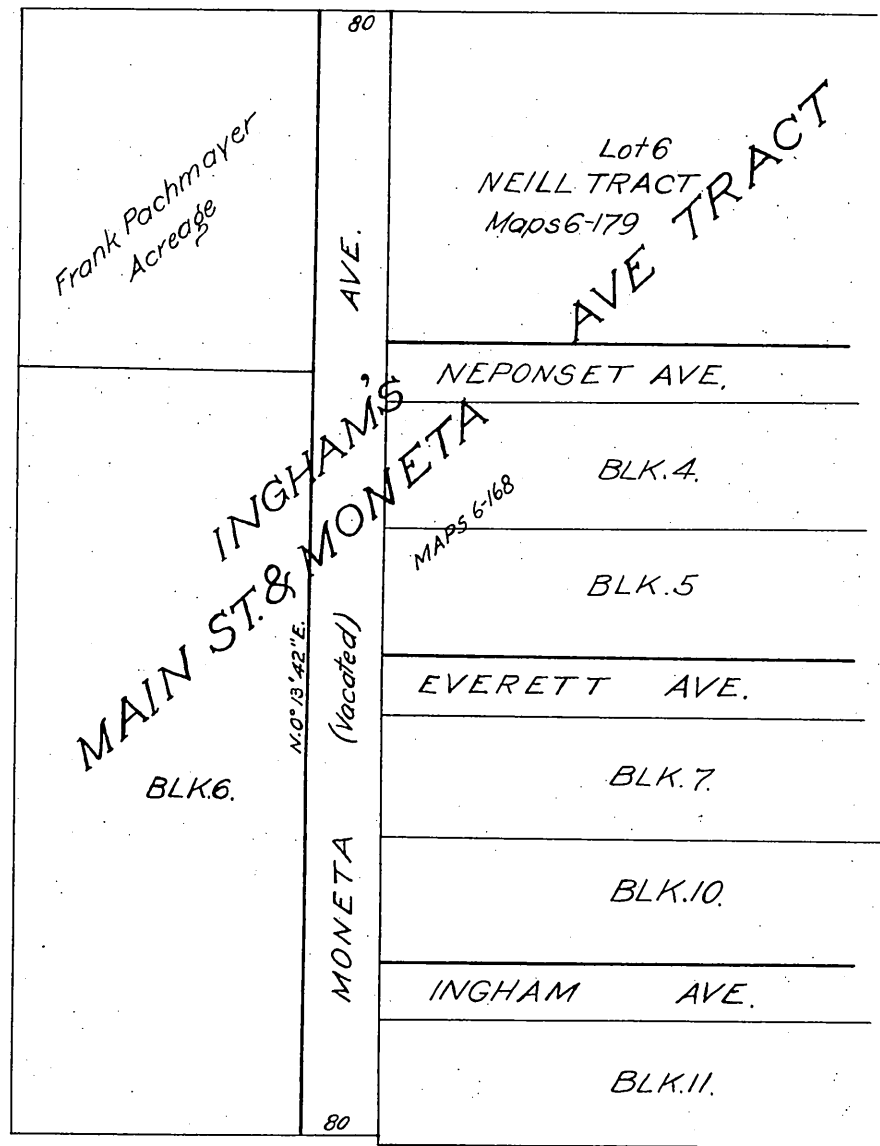 80
Frank Pachmayer
Acreage
Lot 6
NEILL TRACT
Maps 6-179
INGHAM'S
MAIN ST. & MONETA AVE TRACT
MAPS 6-168
NEPONSET AVE.
BLK.4.
BLK.5
EVERETT AVE.
BLK.6.
N.0°13'42"E.
MONETA (Vacated) AVE.
BLK.7.
BLK.10.
INGHAM AVE.
BLK.11.
80